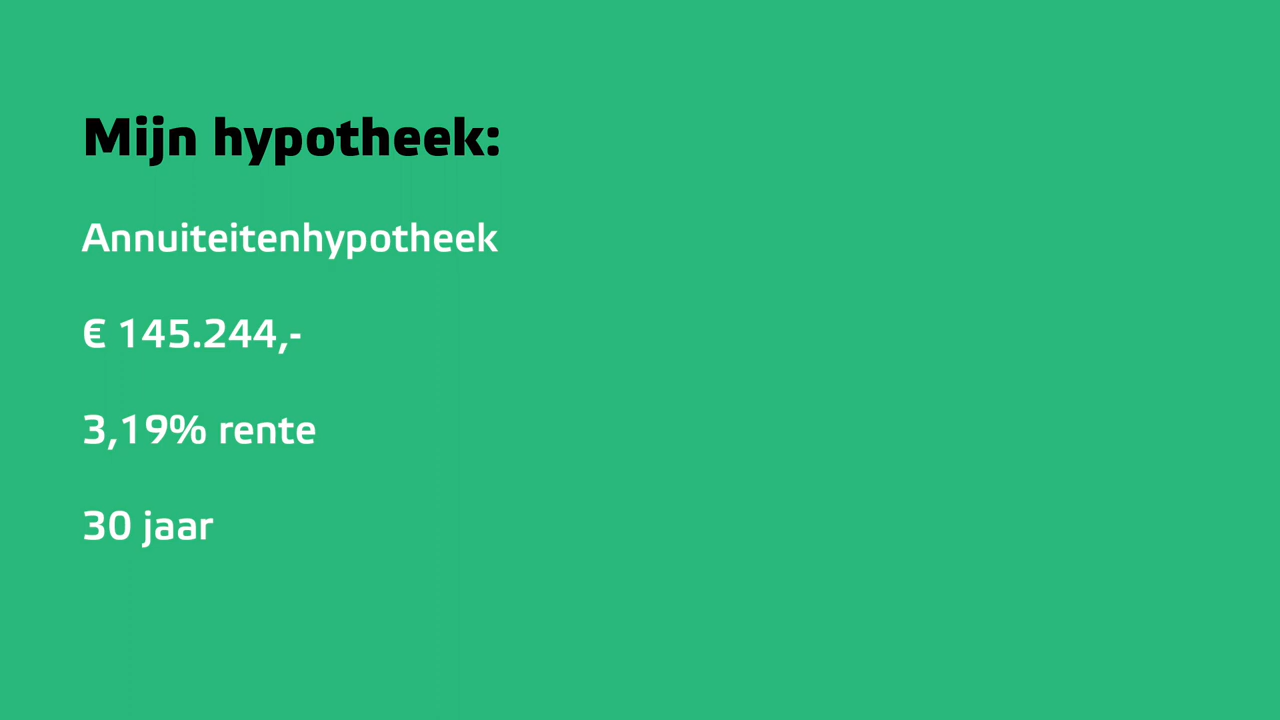 Mijn hypotheek:
Annuiteitenhypotheek
€ 145.244,-
3,19% rente
30 jaar